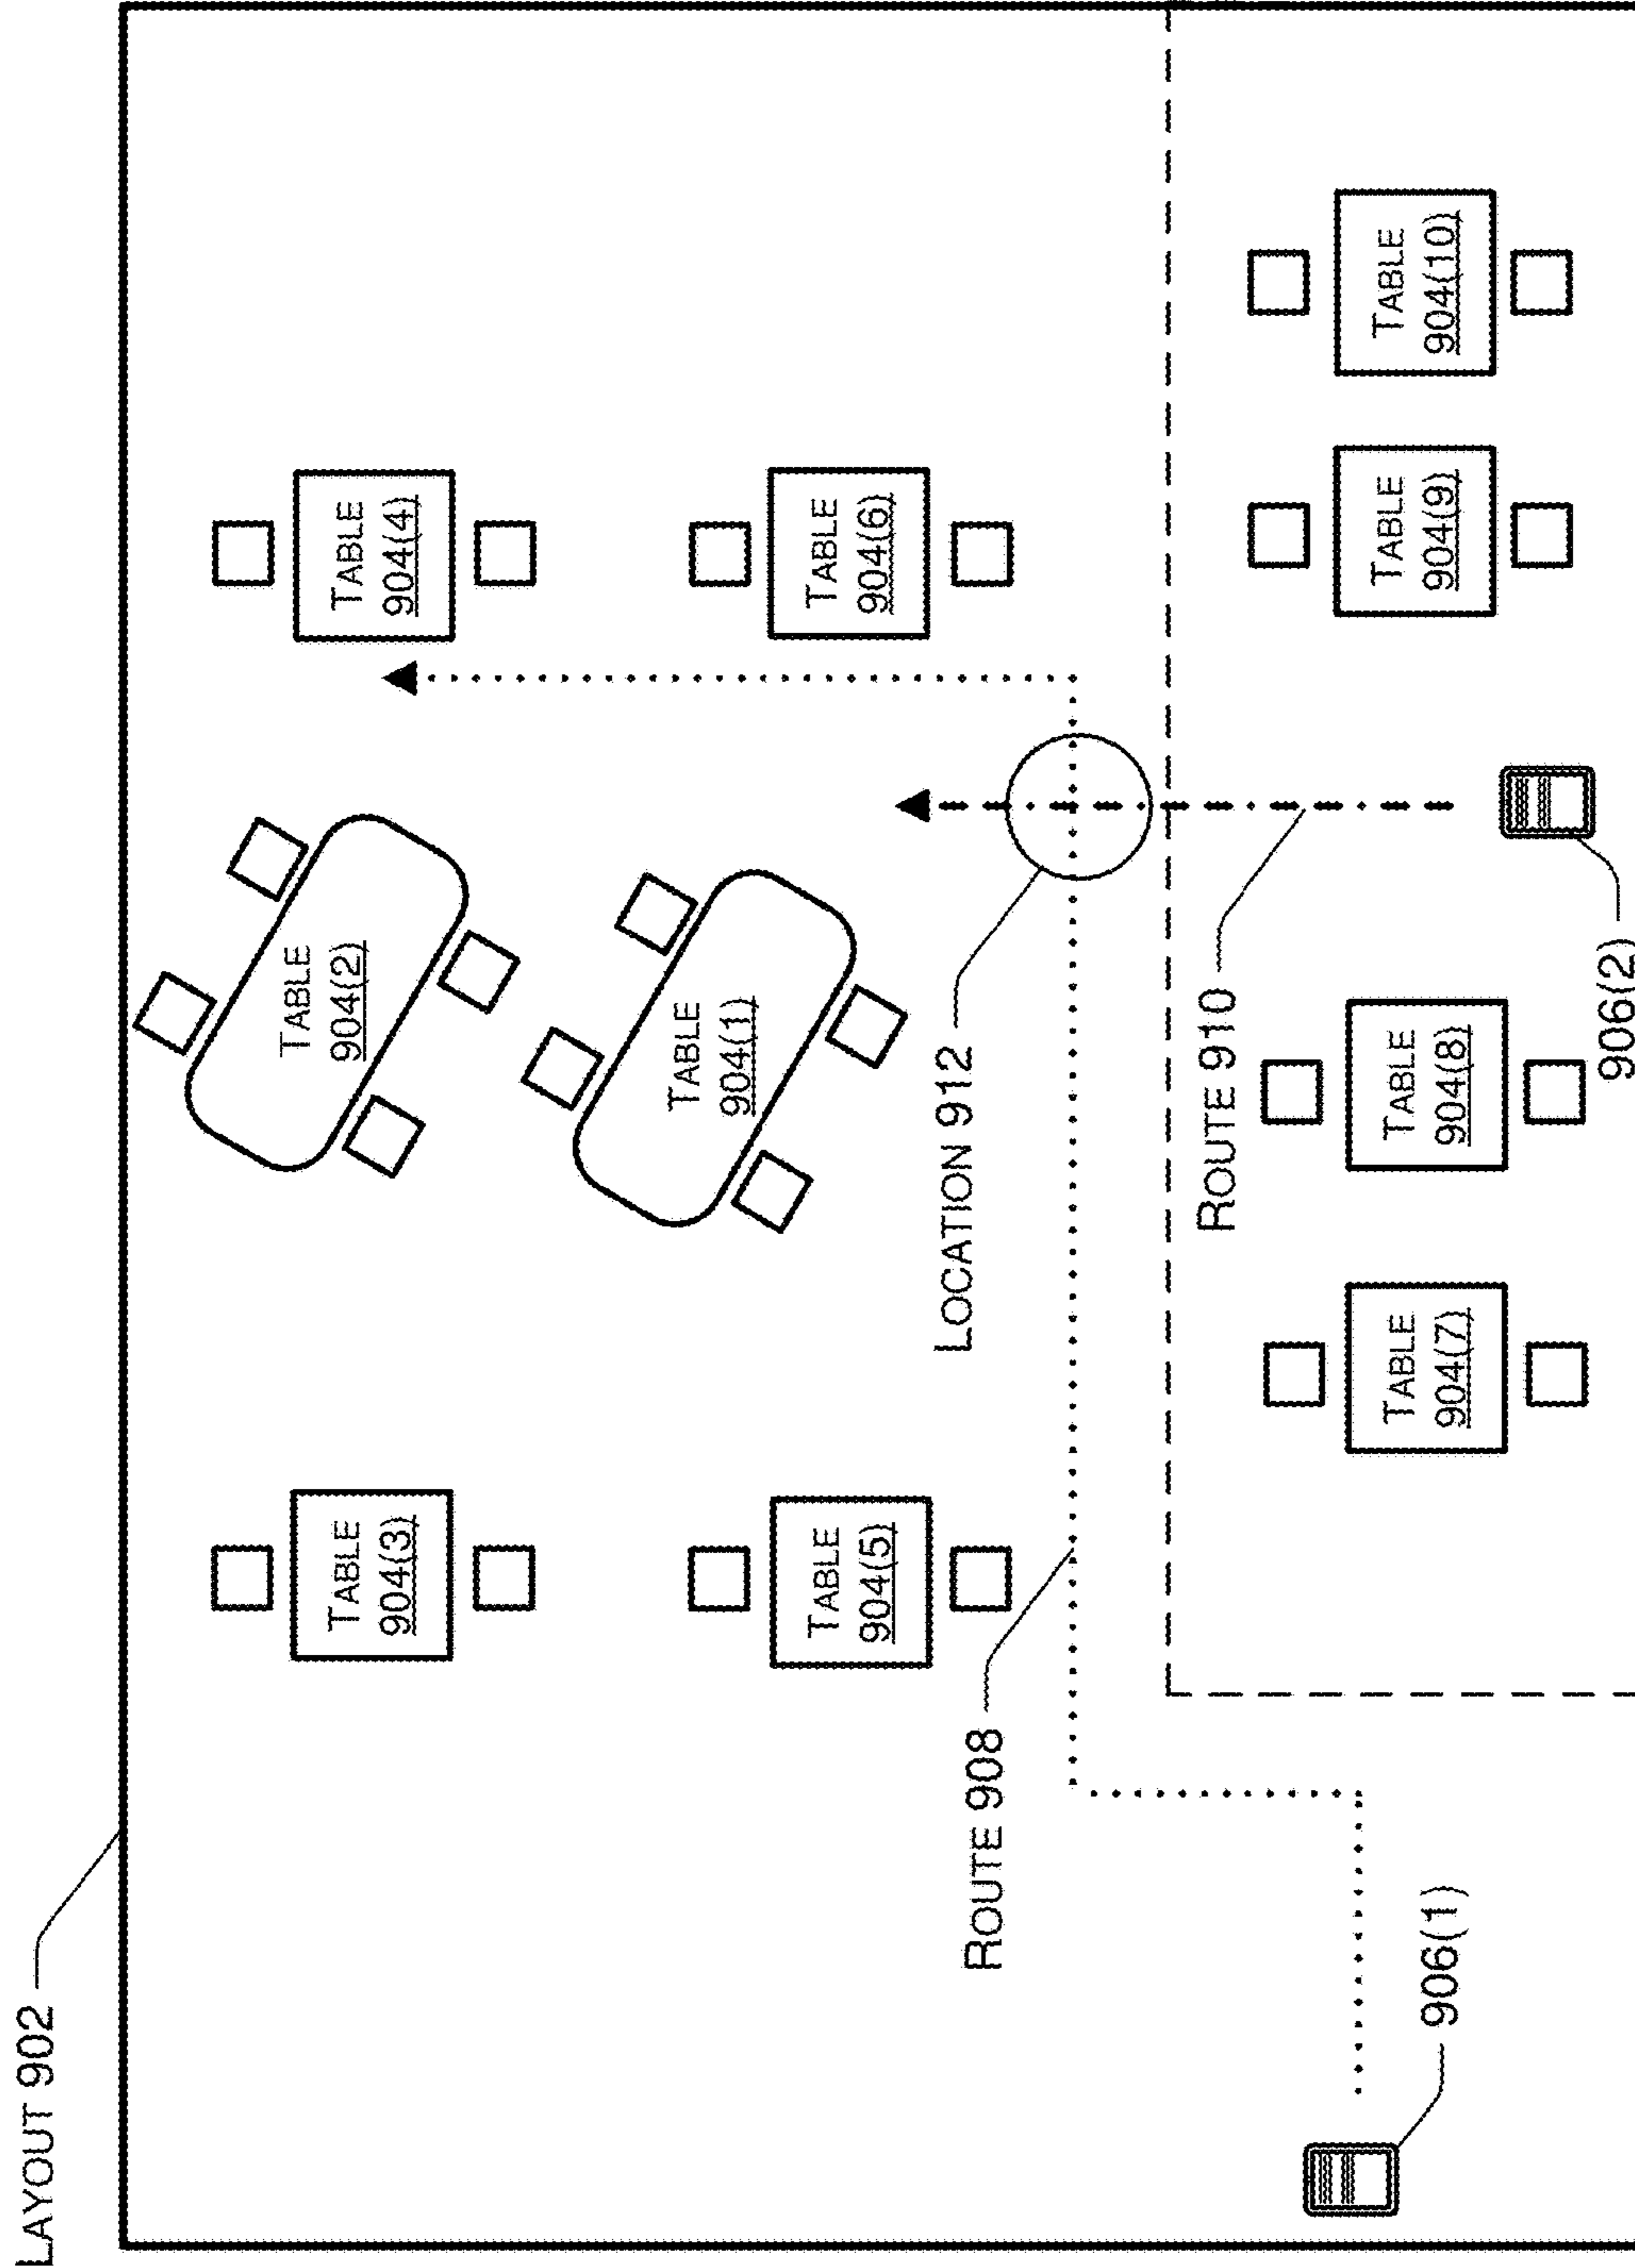 LAYOUT 902
TABLE
904(3)
TABLE
904(2)
TABLE
904(4)
TABLE
904(5)
TABLE
904(1)
TABLE
904(6)
LOCATION 912
ROUTE 908
ROUTE 910
TABLE
904(7)
TABLE
904(8)
TABLE
904(9)
TABLE
904(10)
906(1)
906(2)